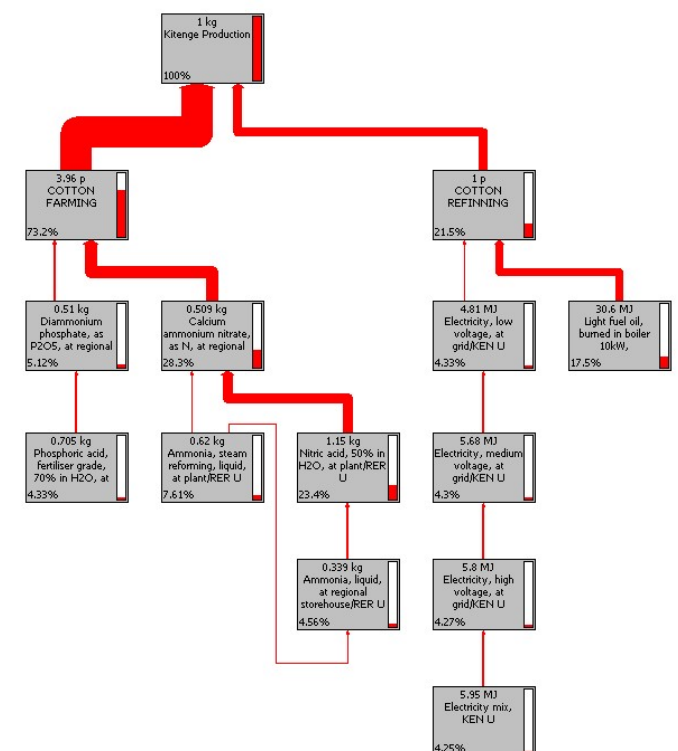 1 kg
Kitenge Production
100%
3.96 p
COTTON
FARMING
73.2%
1 p
COTTON
REFINNING
21.5%
0.51 kg
Diammonium
phosphate, as
P2O5, at regional
5.12%
0.509 kg
Calcium
ammonium nitrate,
as N, at regional
28.3%
4.81 MJ
Electricity, low
voltage, at
grid/KEN U
4.33%
30.6 MJ
Light fuel oil,
burned in boiler
10kW,
17.5%
0.705 kg
Phosphoric acid,
fertiliser grade,
70% in H2O, at
4.33%
0.62 kg
Ammonia, steam
reforming, liquid,
at plant/RER U
7.61%
1.15 kg
Nitric acid, 50% in
H2O, at plant/RER
U
23.4%
5.68 MJ
Electricity, medium
voltage, at
grid/KEN U
4.3%
0.339 kg
Ammonia, liquid,
at regional
storehouse/RER U
4.56%
5.8 MJ
Electricity, high
voltage, at
grid/KEN U
4.27%
5.95 MJ
Electricity mix,
KEN U
4.25%